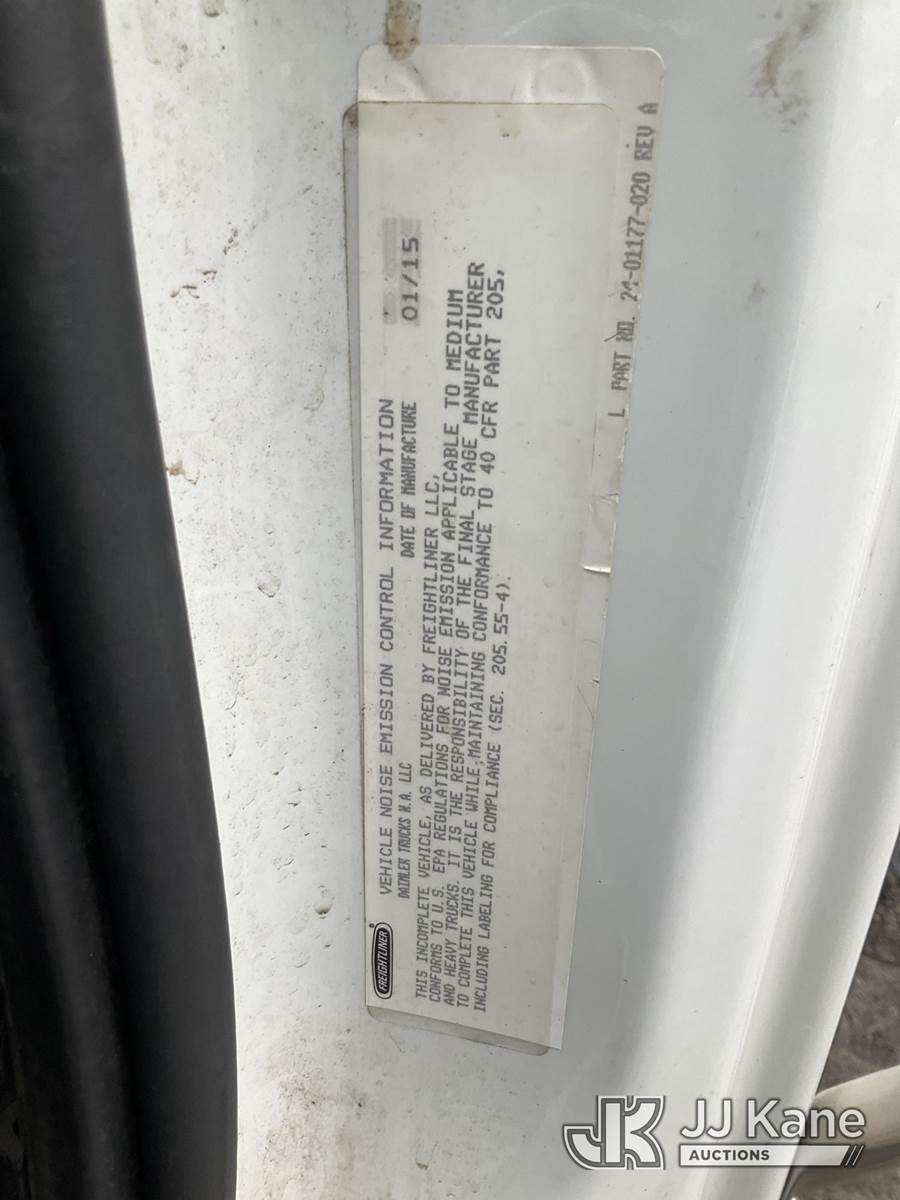 FREIGHTLINER
VEHICLE NOISE EMISSION CONTROL INFORMATION
DAIMLER TRUCKS N.A. LLC DATE OF MANUFACTURE 01/15
THIS INCOMPLETE VEHICLE, AS DELIVERED BY FREIGHTLINER LLC,
CONFORMS TO U.S. EPA REGULATIONS FOR NOISE EMISSION APPLICABLE TO MEDIUM
AND HEAVY TRUCKS. IT IS THE RESPONSIBILITY OF THE FINAL STAGE MANUFACTURER
TO COMPLETE THIS VEHICLE WHILE MAINTAINING CONFORMANCE TO 40 CFR PART 205,
INCLUDING LABELING FOR COMPLIANCE (SEC. 205.55-4).
L PART NO. 24-01177-020 REV A
JK JJ Kane
AUCTIONS